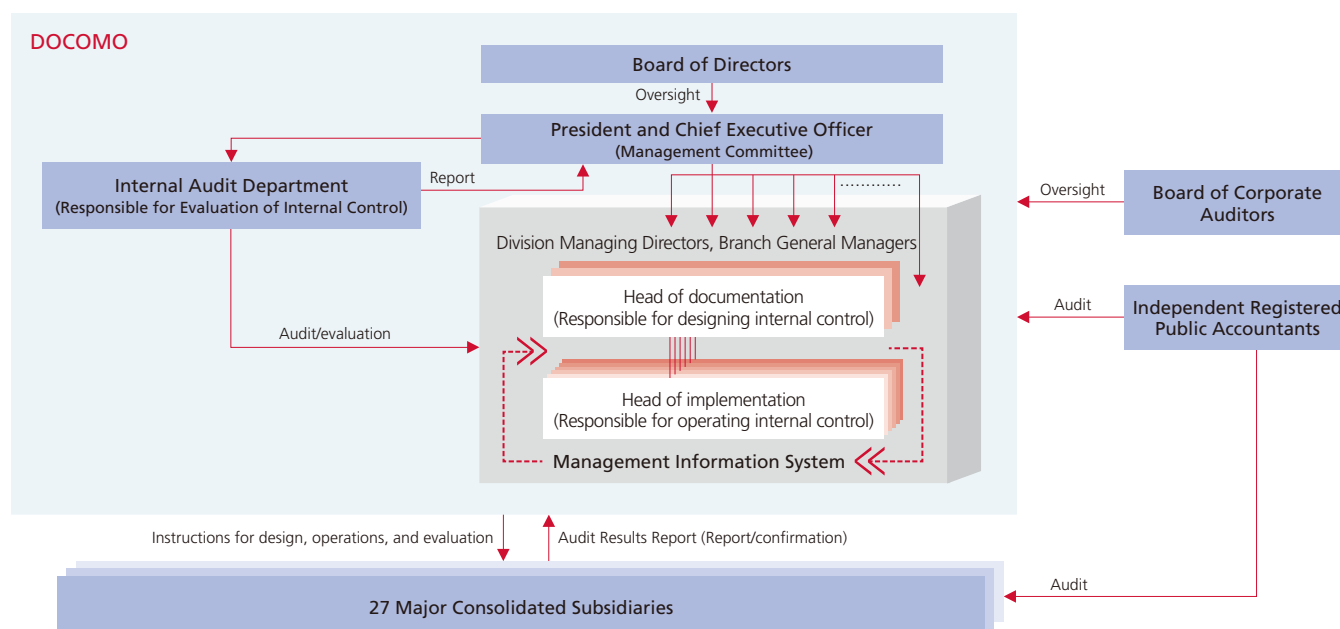 DOCOMO
Board of Directors
Oversight
President and Chief Executive Officer
(Management Committee)
Internal Audit Department
(Responsible for Evaluation of Internal Control)
Report
............
Oversight
Board of Corporate
Auditors
Division Managing Directors, Branch General Managers
Head of documentation
(Responsible for designing internal control)
Audit
Independent Registered
Public Accountants
Audit/evaluation
Head of implementation
(Responsible for operating internal control)
Management Information System
Instructions for design, operations, and evaluation
Audit Results Report (Report/confirmation)
27 Major Consolidated Subsidiaries
Audit